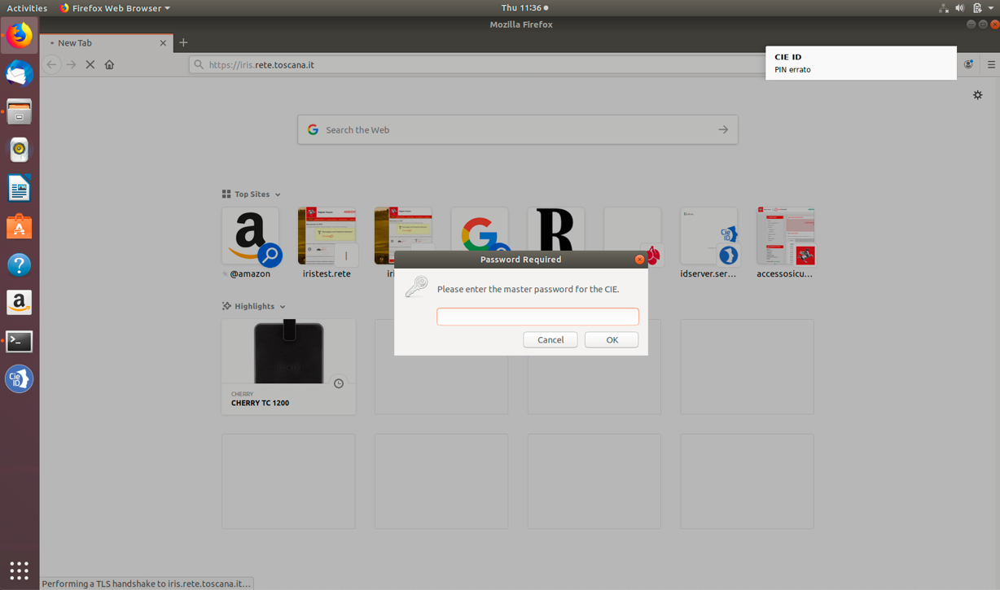 Activities
Firefox Web Browser
Thu 11:36
Mozilla Firefox
New Tab
https://iris.rete.toscana.it
CIE ID
PIN errato
Search the Web
Top Sites
@amazon
iristest.rete
idserver.ser...
accessosicu...
Password Required
Please enter the master password for the CIE.
Cancel
OK
Highlights
CHERRY
CHERRY TC 1200
Cie
ID
Performing a TLS handshake to iris.rete.toscana.it...